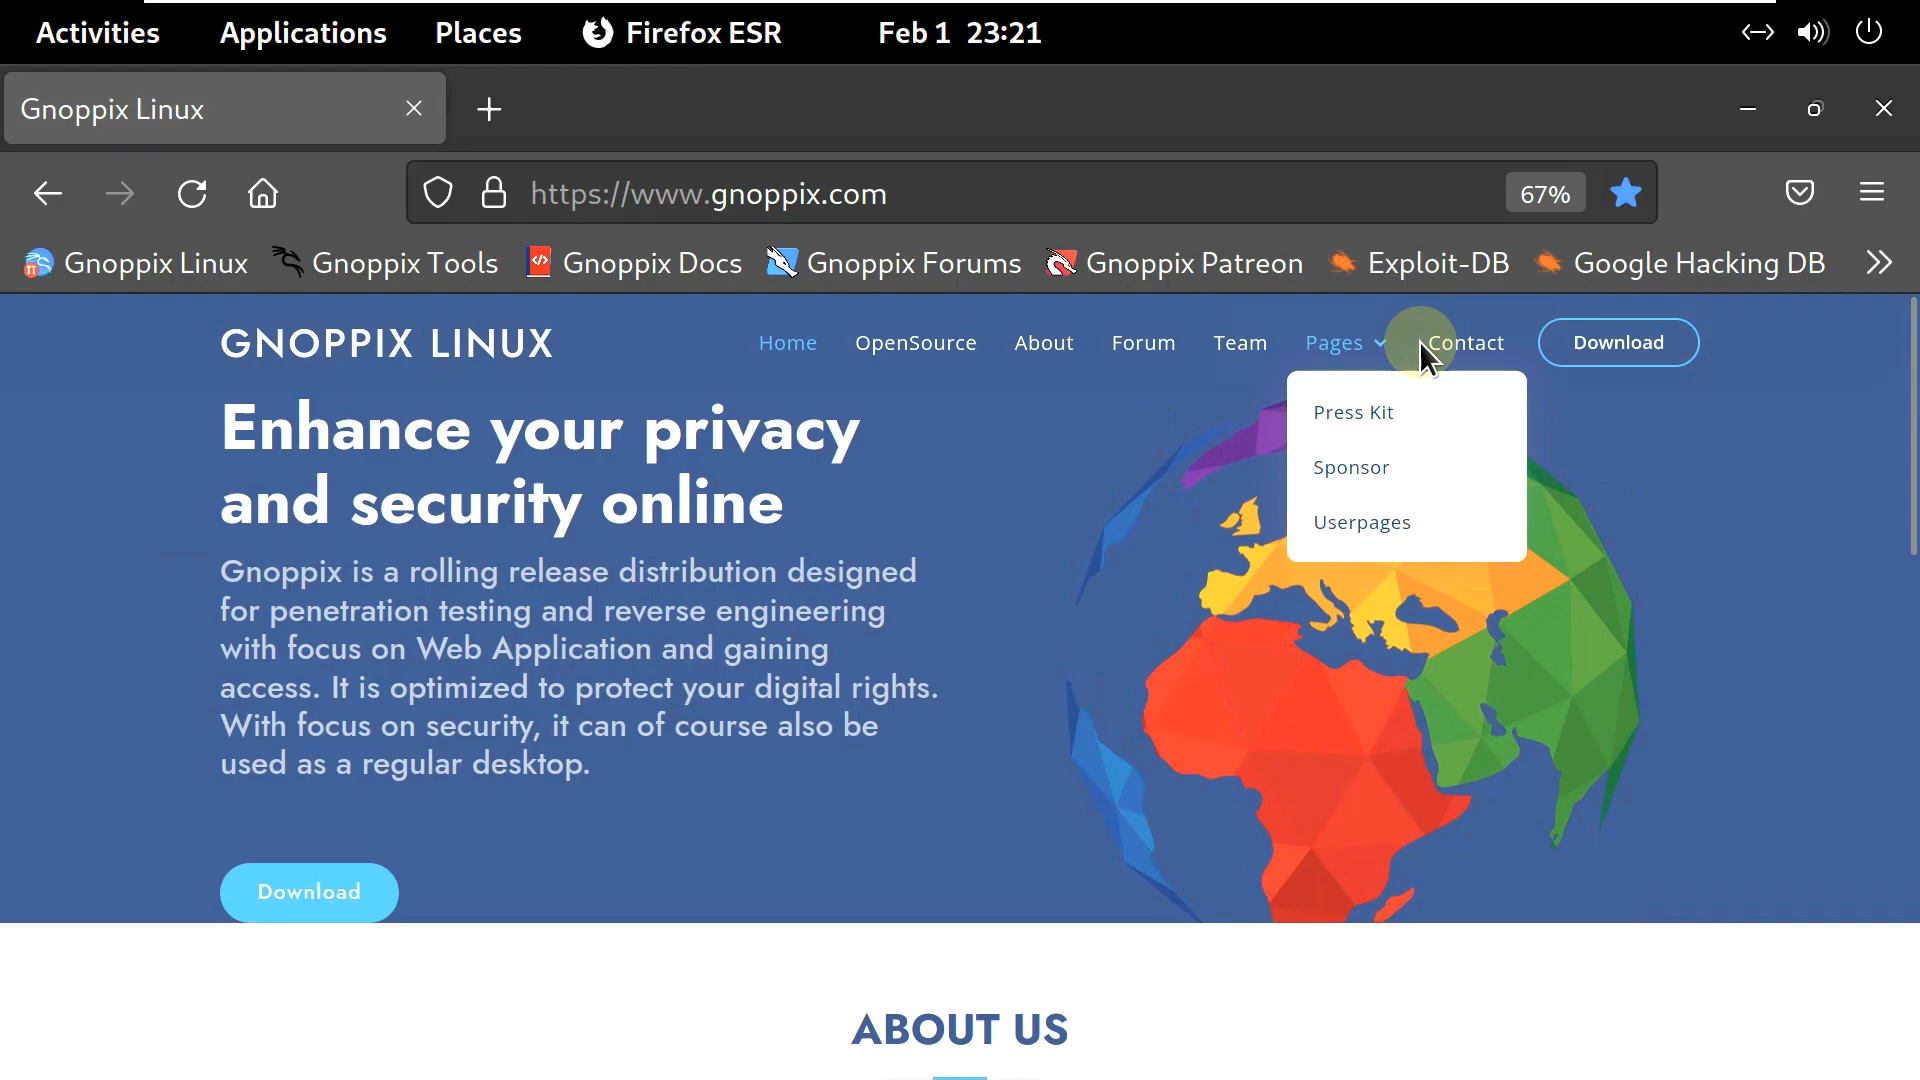 Activities Applications Places Firefox ESR Feb 1 23:21
Gnoppix Linux
https://www.gnoppix.com 67%
Gnoppix Linux Gnoppix Tools Gnoppix Docs Gnoppix Forums Gnoppix Patreon Exploit-DB Google Hacking DB
GNOPPIX LINUX Home OpenSource About Forum Team Pages Contact Download
Press Kit
Sponsor
Userpages
Enhance your privacy
and security online
Gnoppix is a rolling release distribution designed
for penetration testing and reverse engineering
with focus on Web Application and gaining
access. It is optimized to protect your digital rights.
With focus on security, it can of course also be
used as a regular desktop.
Download
ABOUT US